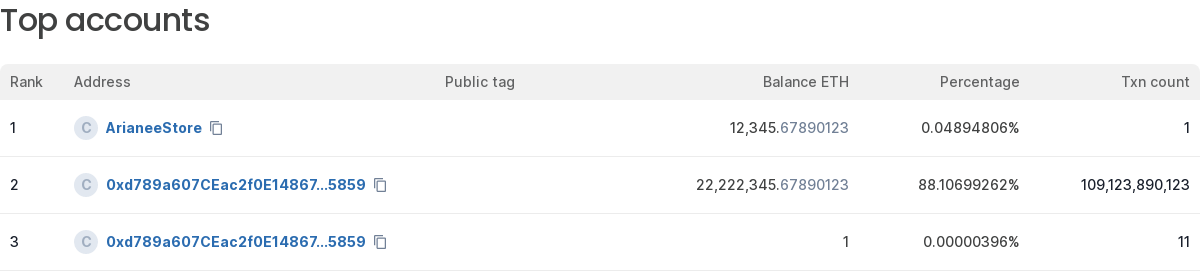 Top accounts
Rank Address Public tag Balance ETH Percentage Txn count
1 C ArianeeStore 12,345.67890123 0.04894806% 1
2 C 0xd789a607CEac2f0E14867...5859 22,222,345.67890123 88.10699262% 109,123,890,123
3 C 0xd789a607CEac2f0E14867...5859 1 0.00000396% 11